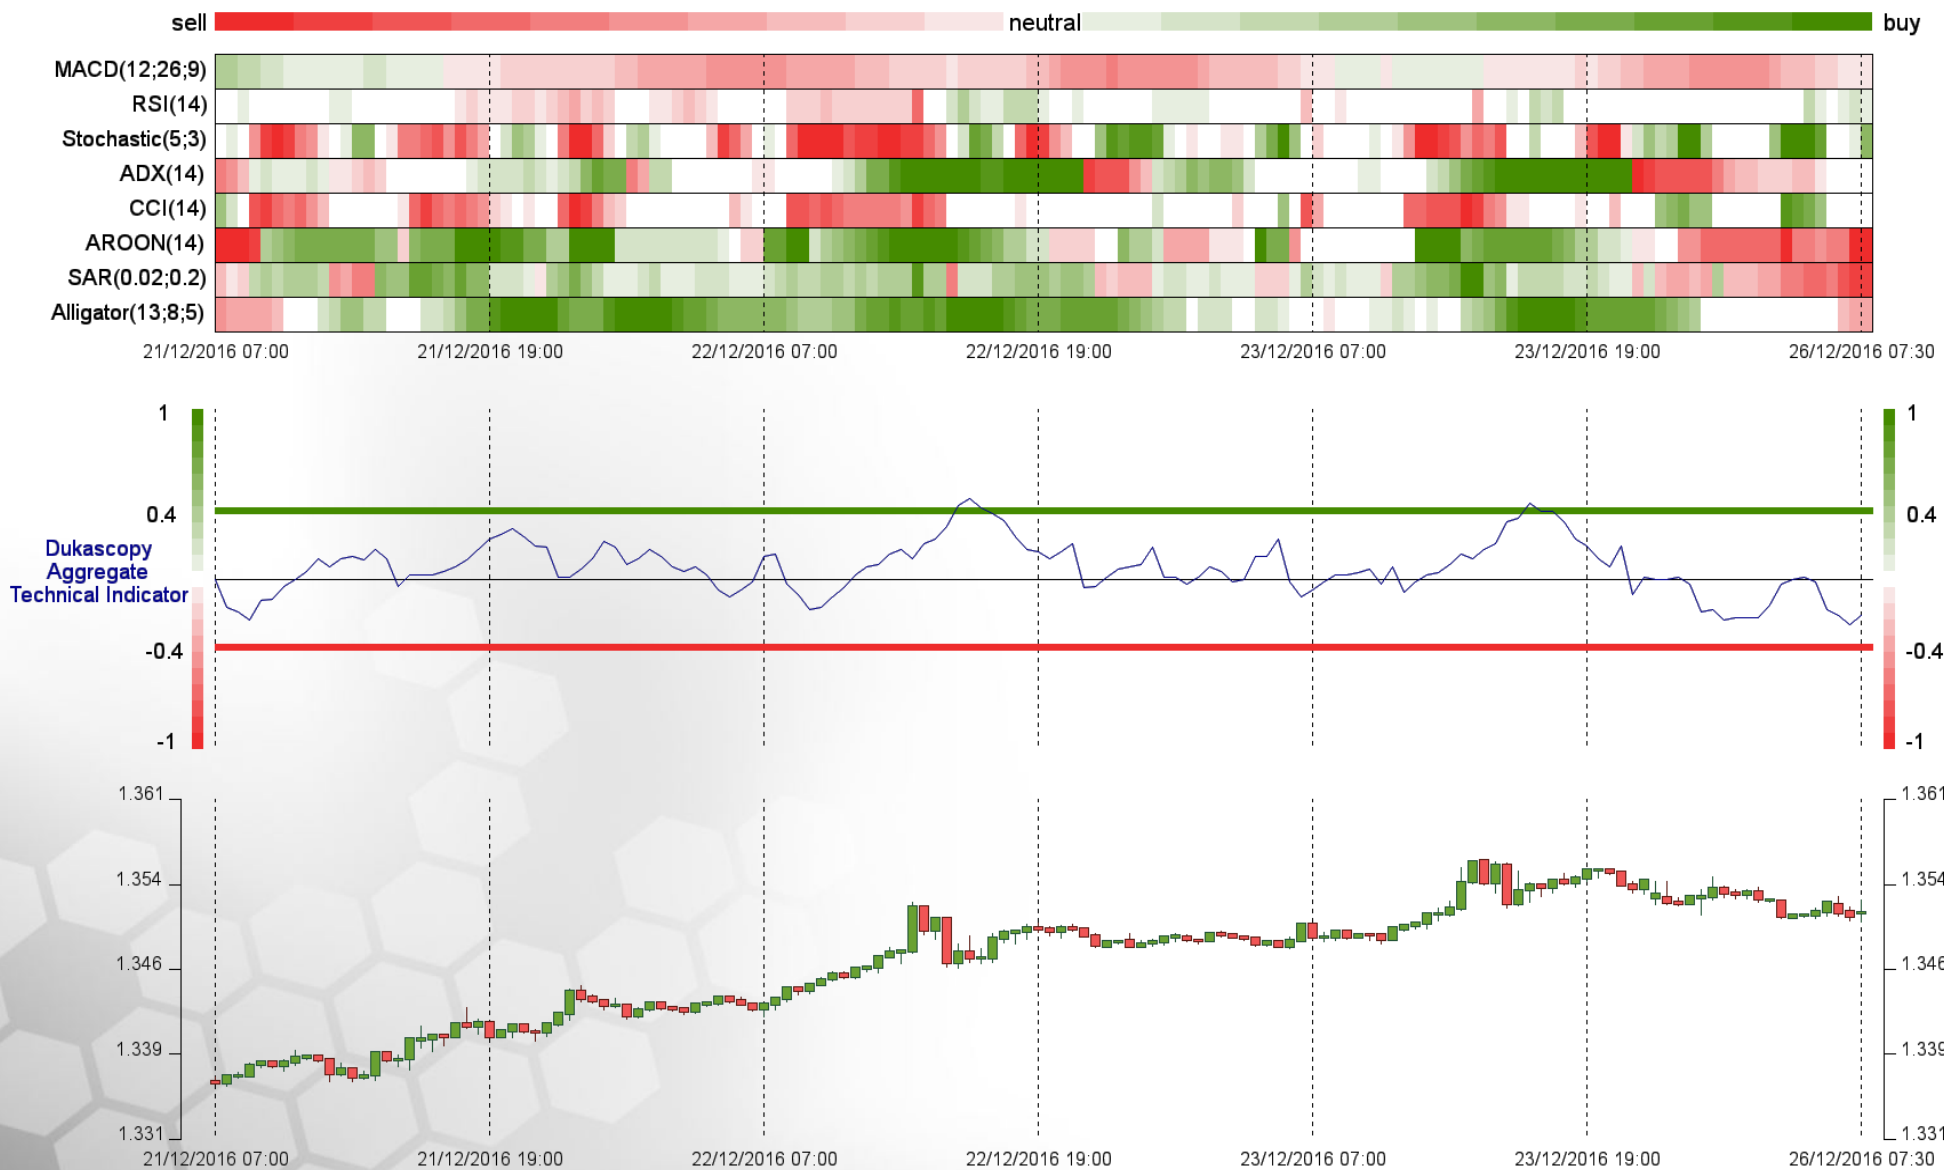 sell neutral buy
MACD(12;26;9)
RSI(14)
Stochastic(5;3)
ADX(14)
CCI(14)
AROON(14)
SAR(0.02;0.2)
Alligator(13;8;5)
21/12/2016 07:00 21/12/2016 19:00 22/12/2016 07:00 22/12/2016 19:00 23/12/2016 07:00 23/12/2016 19:00 26/12/2016 07:30
1 1
0.4 0.4
Dukascopy
Aggregate
Technical Indicator
-0.4 -0.4
-1 -1
1.361 1.361
1.354 1.354
1.346 1.346
1.339 1.339
1.331 1.331
21/12/2016 07:00 21/12/2016 19:00 22/12/2016 07:00 22/12/2016 19:00 23/12/2016 07:00 23/12/2016 19:00 26/12/2016 07:30